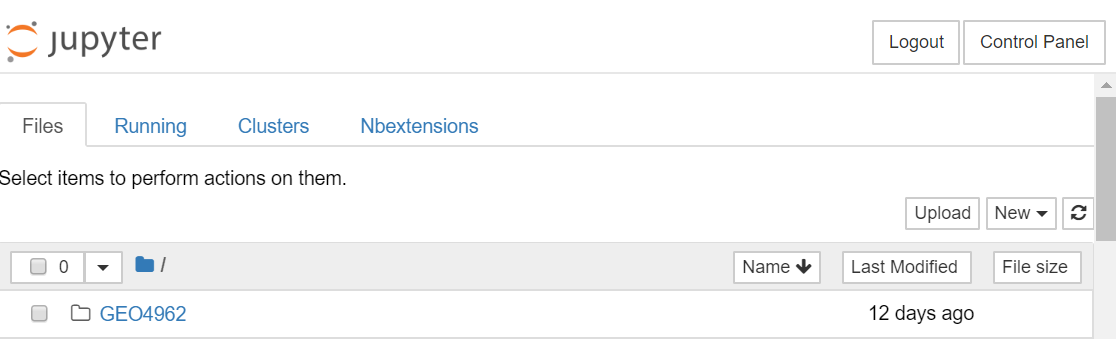 jupyter
Logout Control Panel
Files Running Clusters Nbextensions
Select items to perform actions on them.
Upload New
0 / Name Last Modified File size
GEO4962 12 days ago